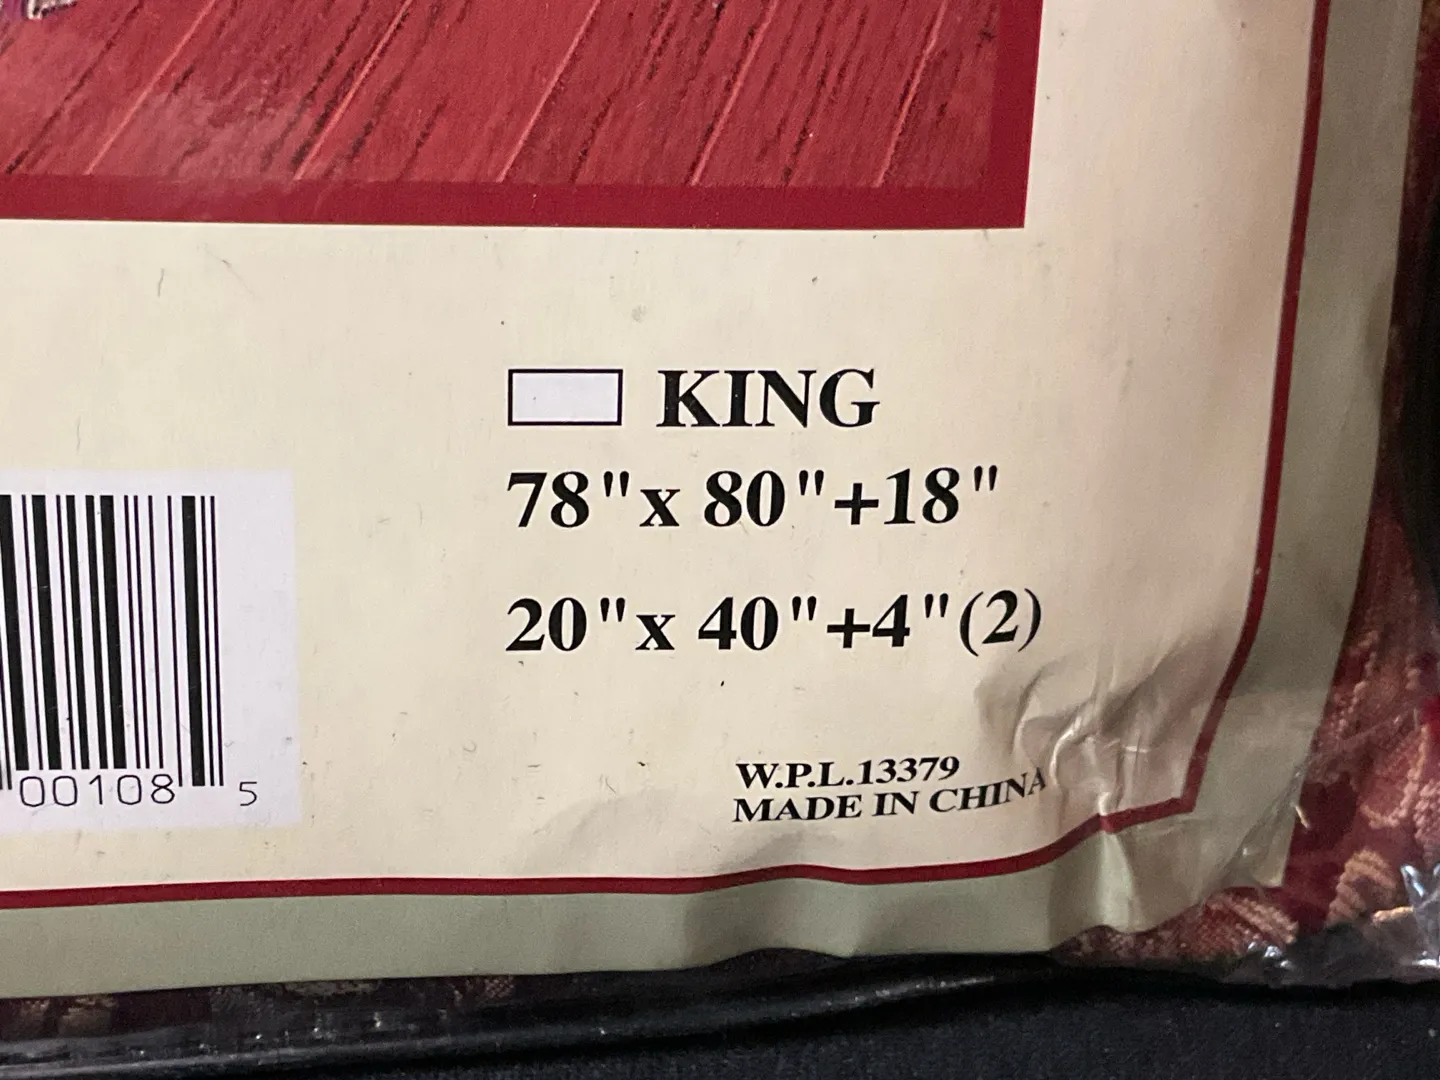 KING
78"x 80"+18"
20"x 40"+4"(2)
W.P.L.13379
MADE IN CHINA
00108 5